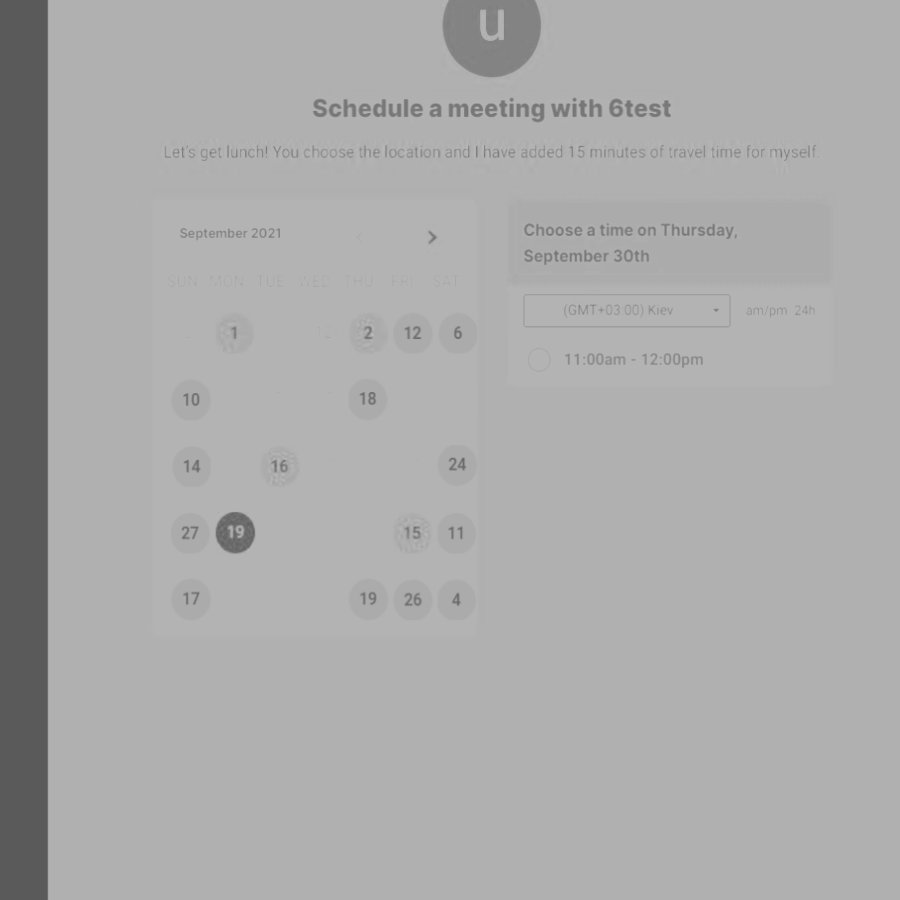 u
Schedule a meeting with 6test
Let's get lunch! You choose the location and I have added 15 minutes of travel time for myself.
September 2021
SUN MON TUE WED THU FRI SAT
1 2 12 6
10 18
14 16 24
27 19 15 11
17 19 26 4
Choose a time on Thursday,
September 30th
(GMT+03:00) Kiev am/pm 24h
11:00am - 12:00pm